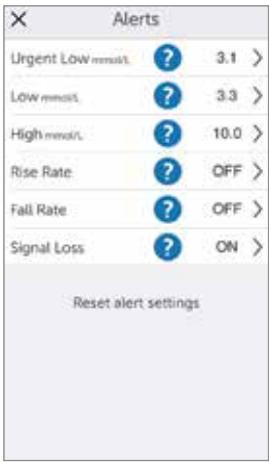 Alerts
Urgent Low mmol/L ? 3.1
Low mmol/L ? 3.3
High mmol/L ? 10.0
Rise Rate ? OFF
Fall Rate ? OFF
Signal Loss ? ON
Reset alert settings